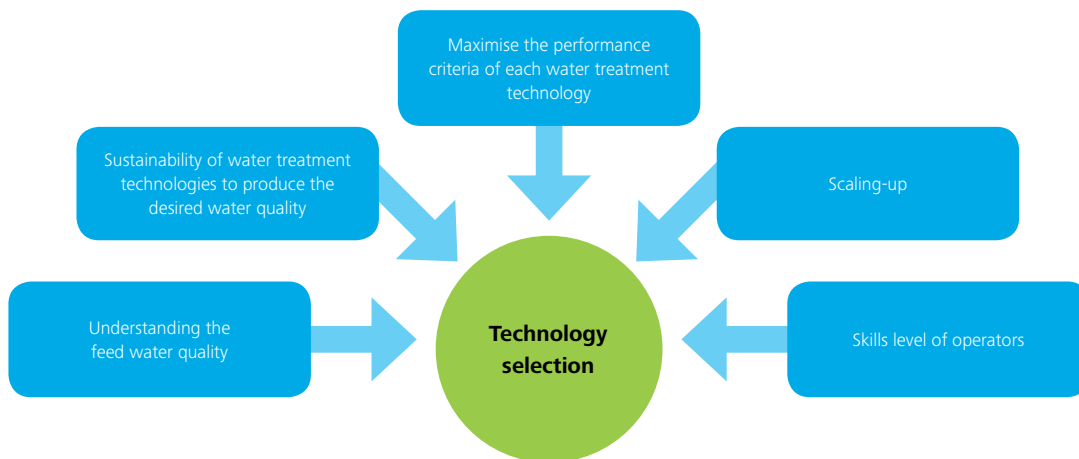 Maximise the performance
criteria of each water treatment
technology
Sustainability of water treatment
technologies to produce the
desired water quality
Scaling-up
Understanding the
feed water quality
Technology
selection
Skills level of operators